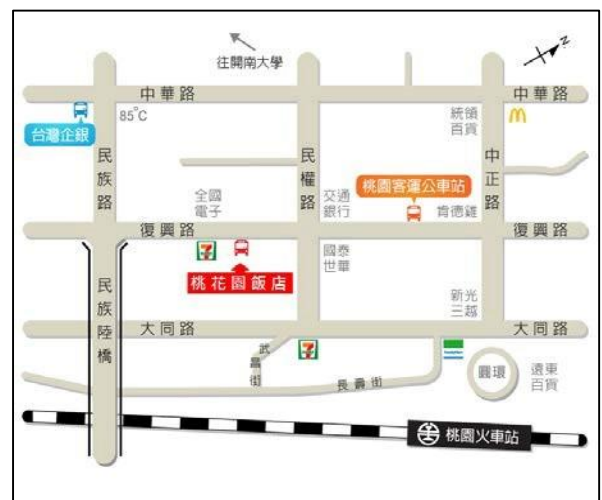 往開南大學
N
中華路
中華路
台灣企銀
85°C
統領
百貨
民族路
民權路
中正路
全國
電子
交通
銀行
桃園客運公車站
肯德雞
復興路
復興路
7
桃花園飯店
國泰
世華
民族陸橋
新光
三越
大同路
大同路
武昌街
7
長壽街
圓環
遠東
百貨
桃園火車站